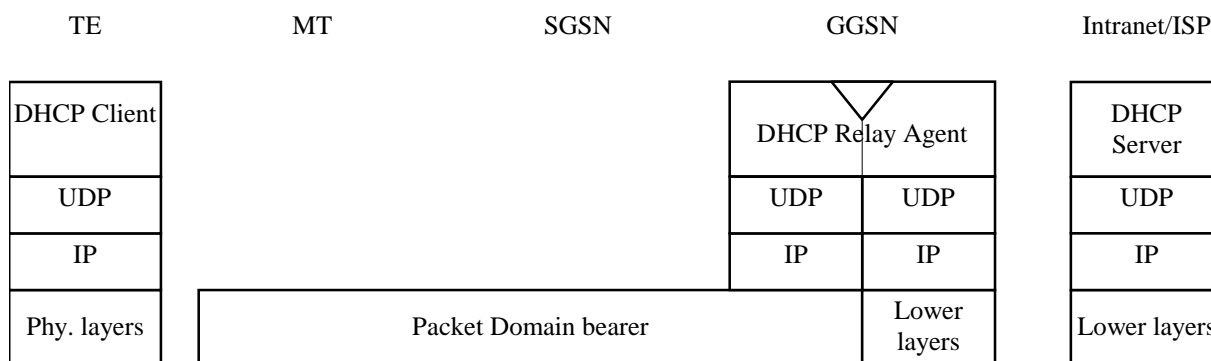 TE MT SGSN GGSN Intranet/ISP
DHCP Client
DHCP Relay Agent
DHCP
Server
UDP UDP UDP UDP
IP IP IP IP
Phy. layers
Packet Domain bearer
Lower
layers
Lower layers